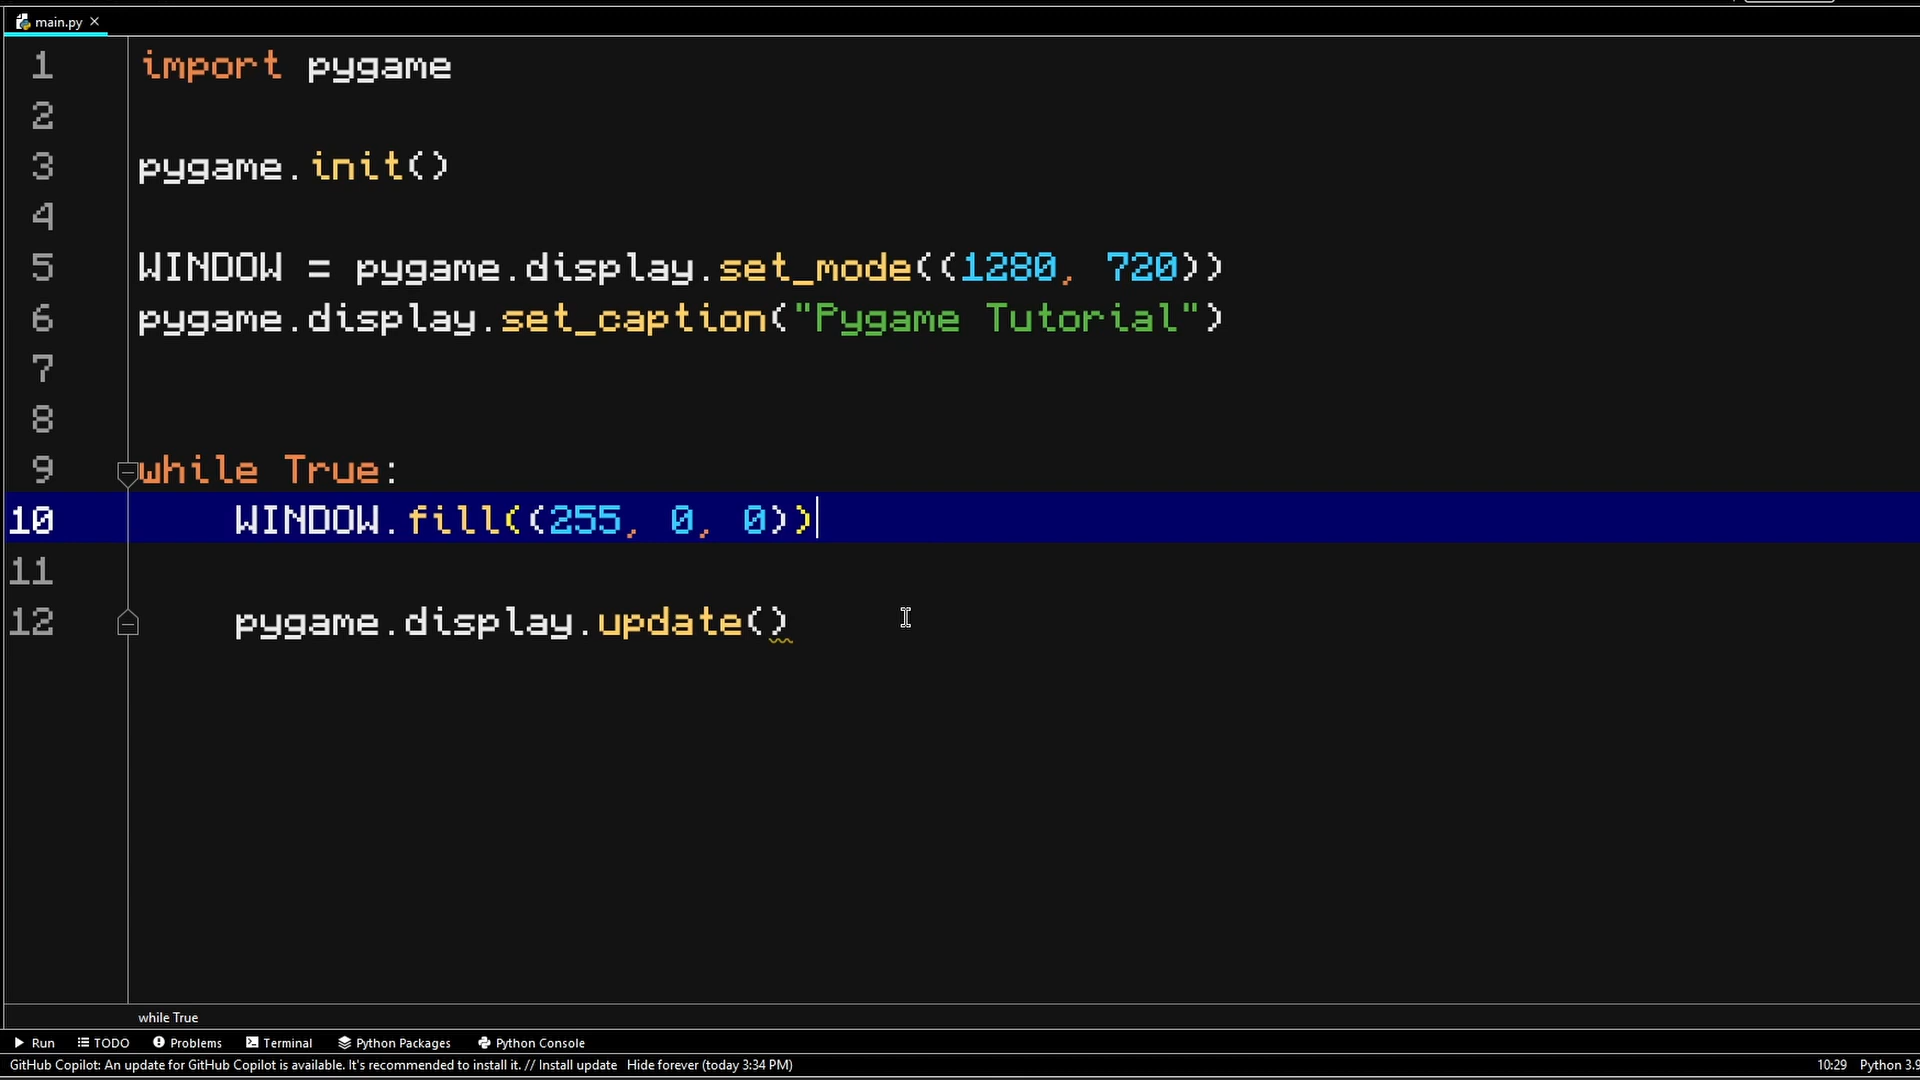 main.py
1 import pygame
2
3 pygame.init()
4
5 WINDOW = pygame.display.set_mode((1280, 720))
6 pygame.display.set_caption("Pygame Tutorial")
7
8
9 while True:
10 WINDOW.fill((255, 0, 0))
11
12 pygame.display.update()
while True
Run TODO Problems Terminal Python Packages Python Console
GitHub Copilot: An update for GitHub Copilot is available. It's recommended to install it. // Install update Hide forever (today 3:34 PM) 10:29 Python 3.9